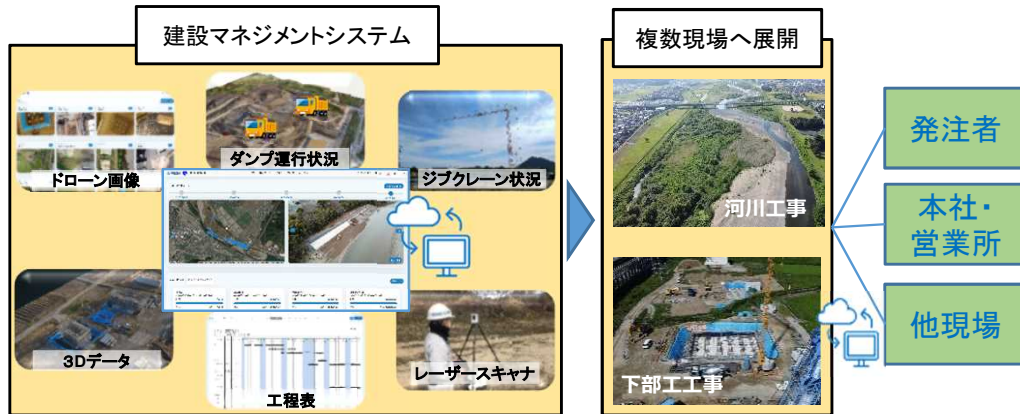 建設マネジメントシステム
複数現場へ展開
ドローン画像
ダンプ運行状況
ジブクレーン状況
3Dデータ
工程表
レーザースキャナ
河川工事
下部工工事
発注者
本社・
営業所
他現場